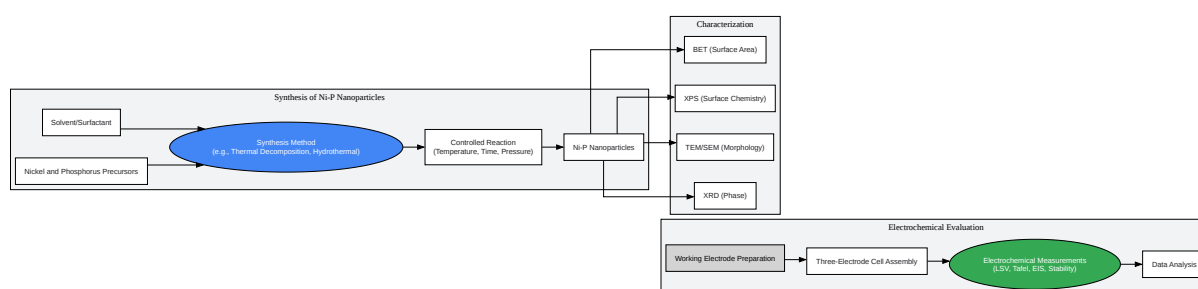 Synthesis of Ni-P Nanoparticles
Solvent/Surfactant
Nickel and Phosphorus Precursors
Synthesis Method
(e.g., Thermal Decomposition, Hydrothermal)
Controlled Reaction
(Temperature, Time, Pressure)
Ni-P Nanoparticles
Characterization
BET (Surface Area)
XPS (Surface Chemistry)
TEM/SEM (Morphology)
XRD (Phase)
Electrochemical Evaluation
Working Electrode Preparation
Three-Electrode Cell Assembly
Electrochemical Measurements
(LSV, Tafel, EIS, Stability)
Data Analysis